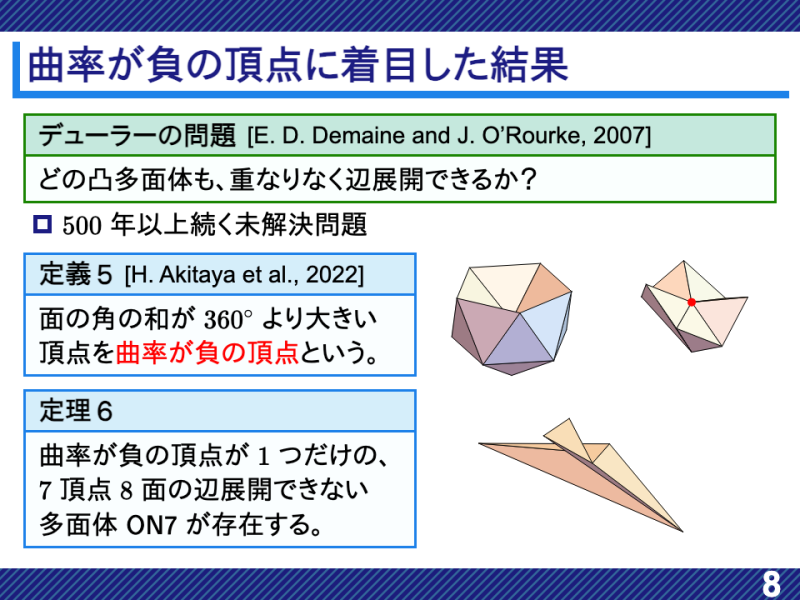 曲率が負の頂点に着目した結果
デューラーの問題 [E. D. Demaine and J. O’Rourke, 2007]
どの凸多面体も、重なりなく辺展開できるか?
500 年以上続く未解決問題
定義5 [H. Akitaya et al., 2022]
面の角の和が 360° より大きい
頂点を曲率が負の頂点という。
定理6
曲率が負の頂点が 1 つだけの、
7 頂点 8 面の辺展開できない
多面体 ON7 が存在する。
8